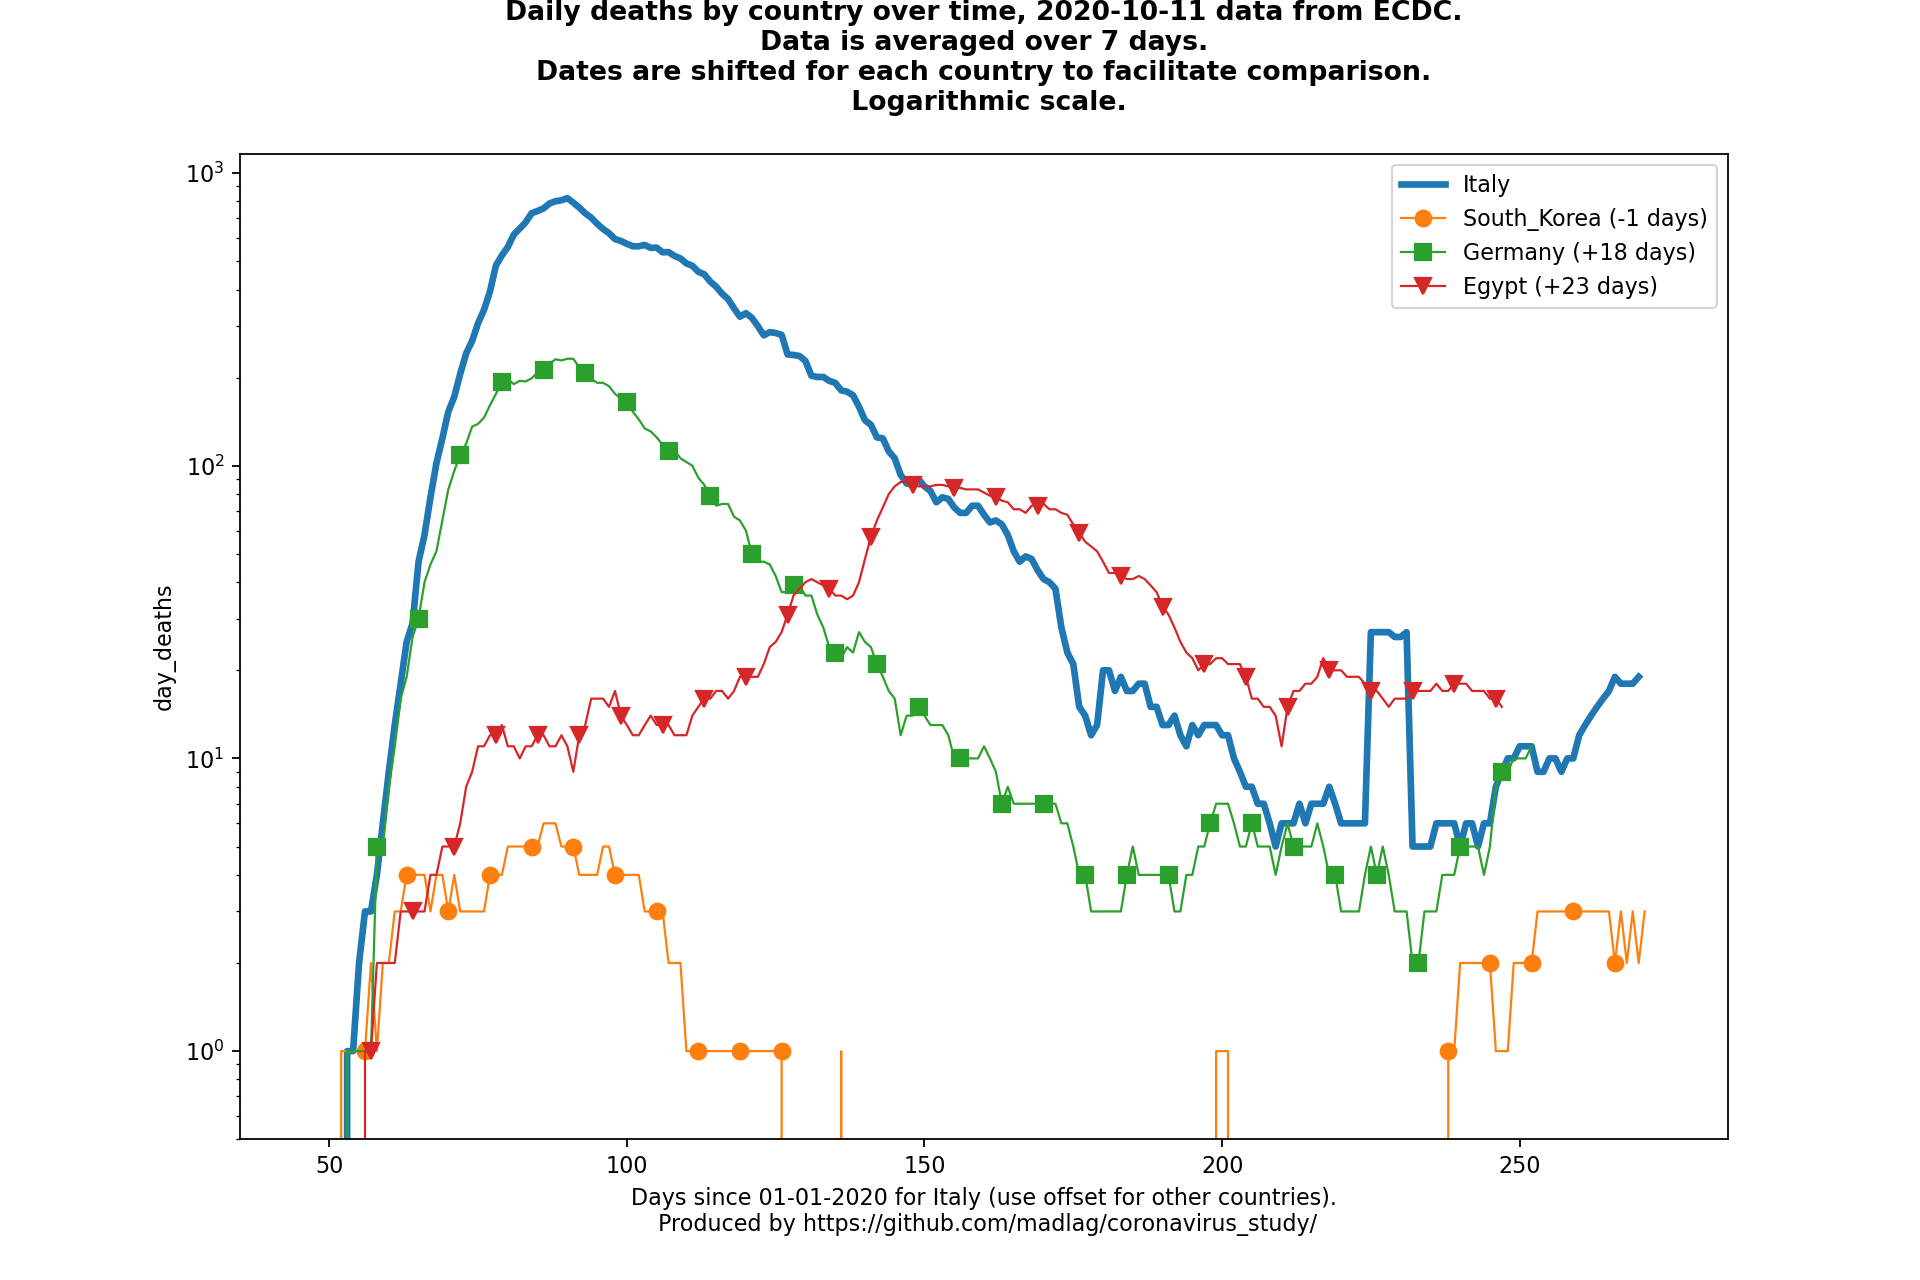 Daily deaths by country over time, 2020-10-11 data from ECDC.
Data is averaged over 7 days.
Dates are shifted for each country to facilitate comparison.
Logarithmic scale.
10³
10²
10¹
10⁰
day_deaths
Italy
South_Korea (-1 days)
Germany (+18 days)
Egypt (+23 days)
50
100
150
200
250
Days since 01-01-2020 for Italy (use offset for other countries).
Produced by https://github.com/madlag/coronavirus_study/